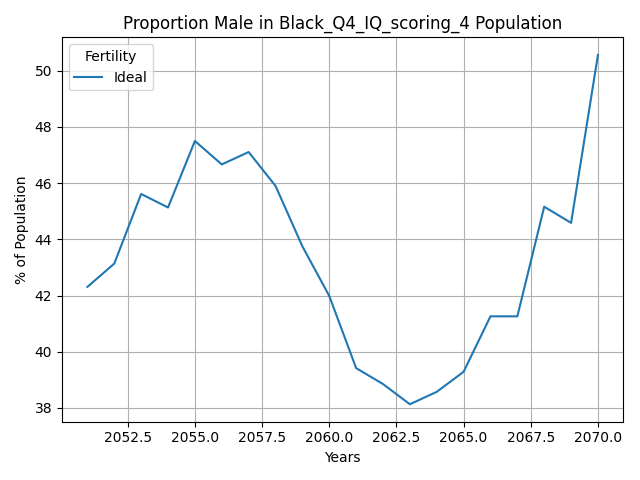 Proportion Male in Black_Q4_IQ_scoring_4 Population
Fertility
Ideal
% of Population
50
48
46
44
42
40
38
2052.5 2055.0 2057.5 2060.0 2062.5 2065.0 2067.5 2070.0
Years